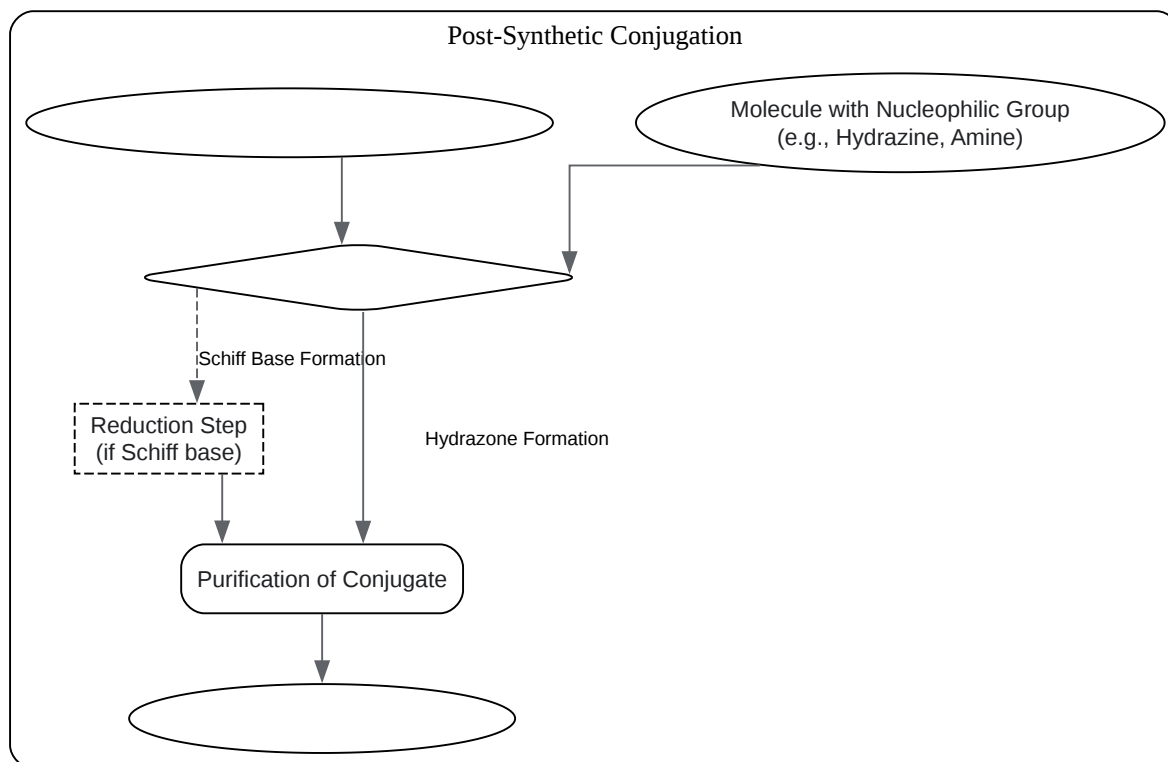 Post-Synthetic Conjugation
Molecule with Nucleophilic Group
(e.g., Hydrazine, Amine)
Schiff Base Formation
Reduction Step
(if Schiff base)
Hydrazone Formation
Purification of Conjugate